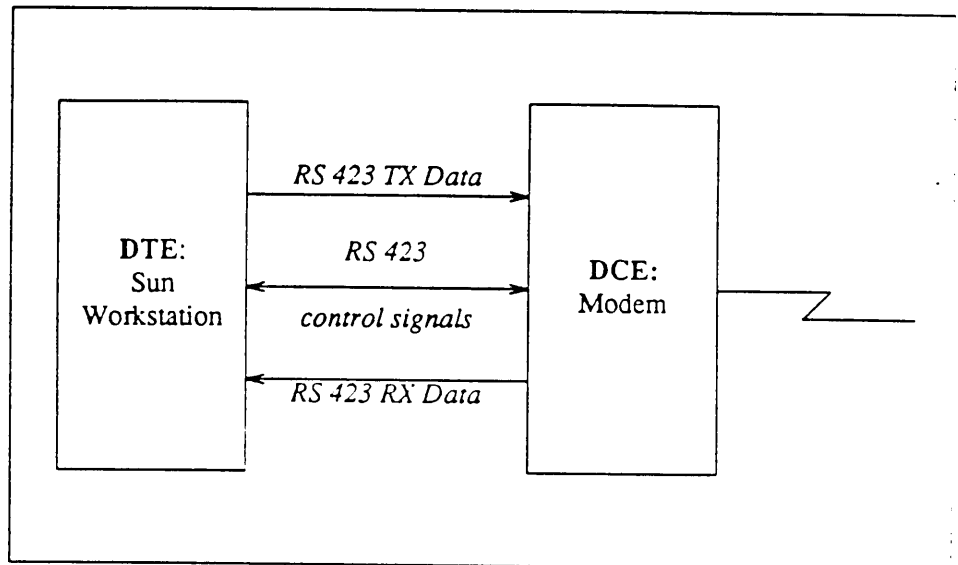 RS 423 TX Data
DTE:
Sun
Workstation
RS 423
control signals
DCE:
Modem
RS 423 RX Data